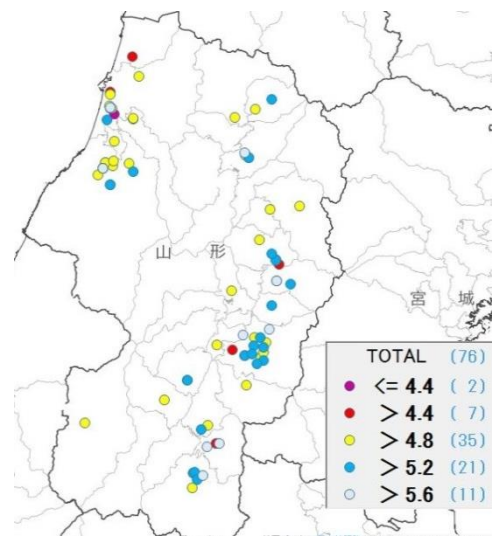 山 形
宮 城
TOTAL (76)
<= 4.4 ( 2)
> 4.4 ( 7)
> 4.8 (35)
> 5.2 (21)
> 5.6 (11)